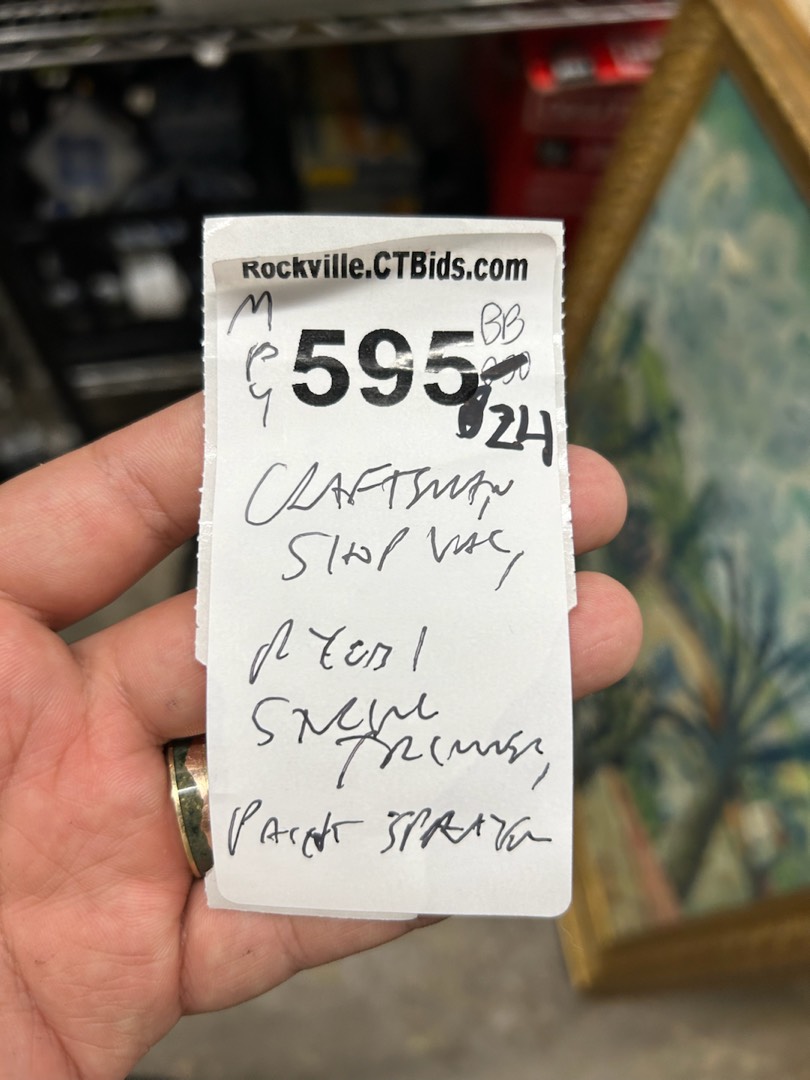 Rockville.CTBids.com
M
P
Y
595
BB
24
CRAFTSMAN
SHOP VAC,
RYOBI
STRING
TRIMMER,
PAINT SPRAYER